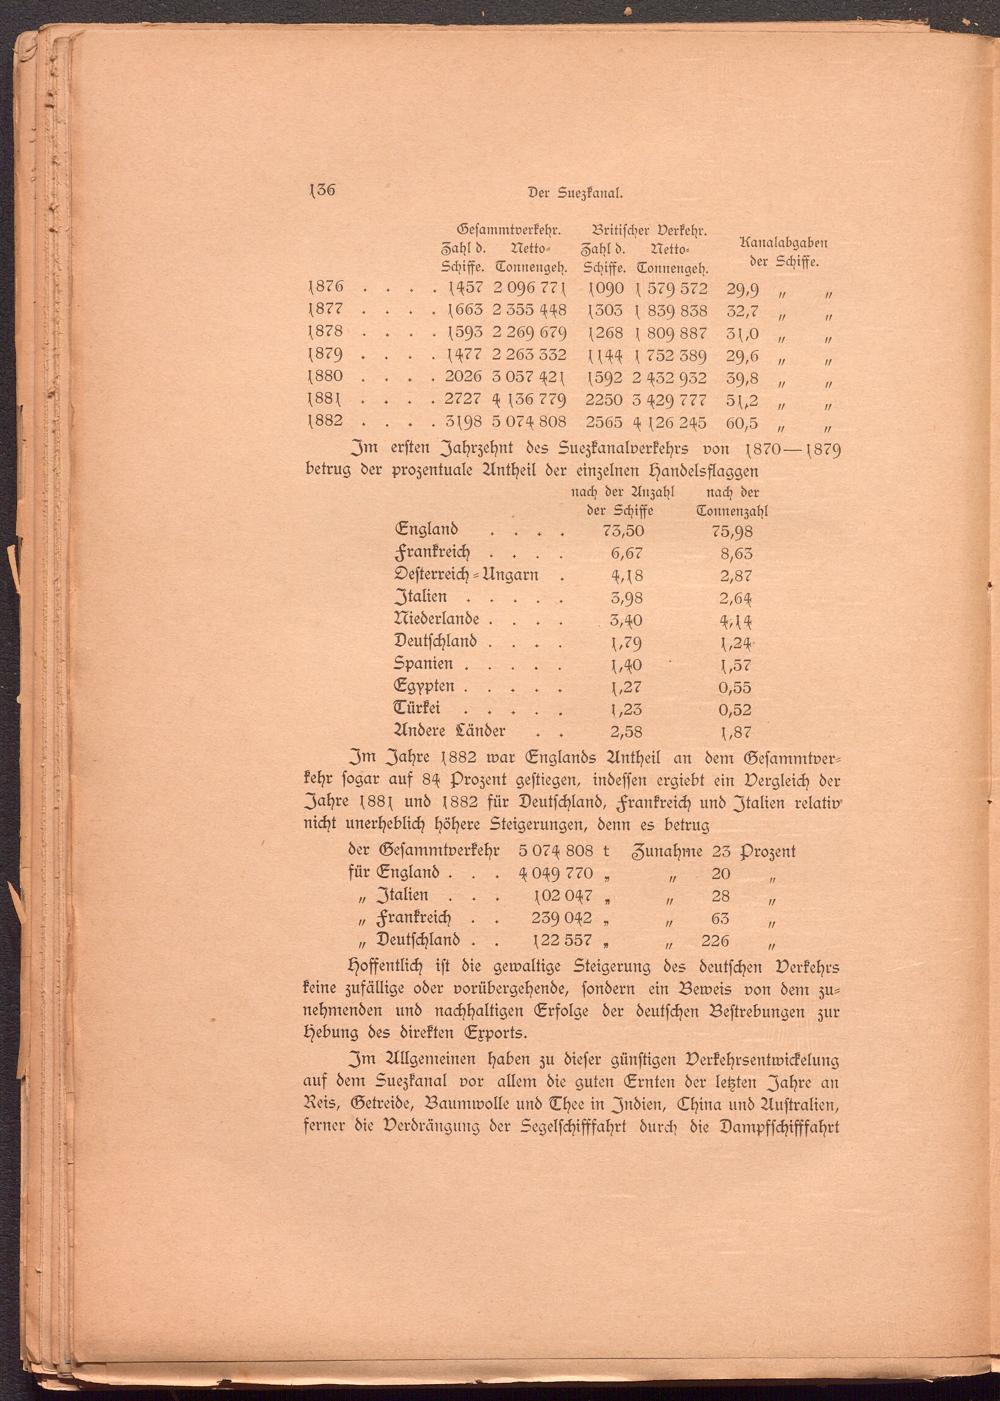 136 Der Suezkanal.
Gesammtverkehr. Britischer Verkehr. Kanalabgaben der Schiffe.
Zahl d. Netto- Zahl d. Netto-
Schiffe. Tonnengeh. Schiffe. Tonnengeh.
1876 . . . . 1457 2 096 771 1090 1 579 572 29,9 „ „
1877 . . . . 1663 2 355 448 1303 1 839 838 32,7 „ „
1878 . . . . 1593 2 269 679 1268 1 809 887 31,0 „ „
1879 . . . . 1477 2 263 332 1144 1 752 389 29,6 „ „
1880 . . . . 2026 3 057 421 1592 2 432 932 39,8 „ „
1881 . . . . 2727 4 136 779 2250 3 429 777 51,2 „ „
1882 . . . . 3198 5 074 808 2565 4 126 245 60,5 „ „
Im ersten Jahrzehnt des Suezkanalverkehrs von 1870—1879
betrug der prozentuale Antheil der einzelnen Handelsflaggen
nach der Anzahl nach der
der Schiffe Tonnenzahl
England . . . . 73,50 75,98
Frankreich . . . . 6,67 8,63
Oesterreich-Ungarn . 4,18 2,87
Italien . . . . . 3,98 2,64
Niederlande . . . . 3,40 4,14
Deutschland . . . . 1,79 1,24
Spanien . . . . . 1,40 1,57
Egypten . . . . . 1,27 0,55
Türkei . . . . . 1,23 0,52
Andere Länder . . 2,58 1,87
Im Jahre 1882 war Englands Antheil an dem Gesammtver-
kehr sogar auf 84 Prozent gestiegen, indessen ergiebt ein Vergleich der
Jahre 1881 und 1882 für Deutschland, Frankreich und Italien relativ
nicht unerheblich höhere Steigerungen, denn es betrug
der Gesammtverkehr 5 074 808 t Zunahme 23 Prozent
für England . . . 4 049 770 „ „ 20 „
„ Italien . . . 102 047 „ „ 28 „
„ Frankreich . . 239 042 „ „ 63 „
„ Deutschland . . 122 557 „ „ 226 „
Hoffentlich ist die gewaltige Steigerung des deutschen Verkehrs
keine zufällige oder vorübergehende, sondern ein Beweis von dem zu-
nehmenden und nachhaltigen Erfolge der deutschen Bestrebungen zur
Hebung des direkten Exports.
Im Allgemeinen haben zu dieser günstigen Verkehrsentwickelung
auf dem Suezkanal vor allem die guten Ernten der letzten Jahre an
Reis, Getreide, Baumwolle und Thee in Indien, China und Australien,
ferner die Verdrängung der Segelschifffahrt durch die Dampfschifffahrt